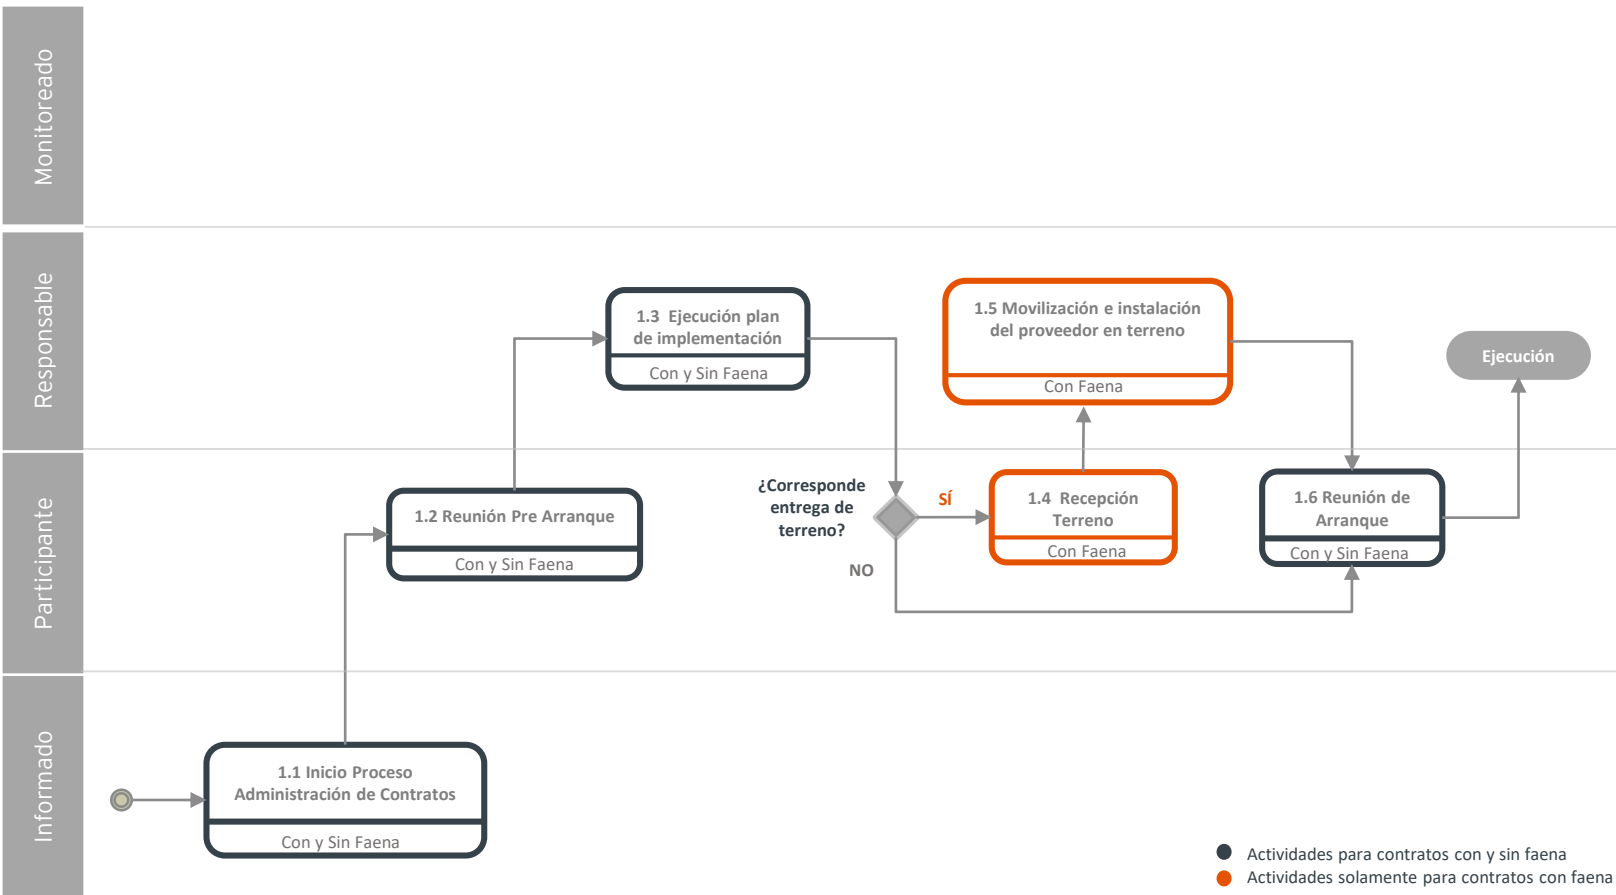 Monitoreado
Responsable
1.3 Ejecución plan
de implementación
Con y Sin Faena
1.5 Movilización e instalación
del proveedor en terreno
Con Faena
Ejecución
Participante
1.2 Reunión Pre Arranque
Con y Sin Faena
¿Corresponde
entrega de
terreno?
SÍ
NO
1.4 Recepción
Terreno
Con Faena
1.6 Reunión de
Arranque
Con y Sin Faena
Informado
1.1 Inicio Proceso
Administración de Contratos
Con y Sin Faena
Actividades para contratos con y sin faena
Actividades solamente para contratos con faena